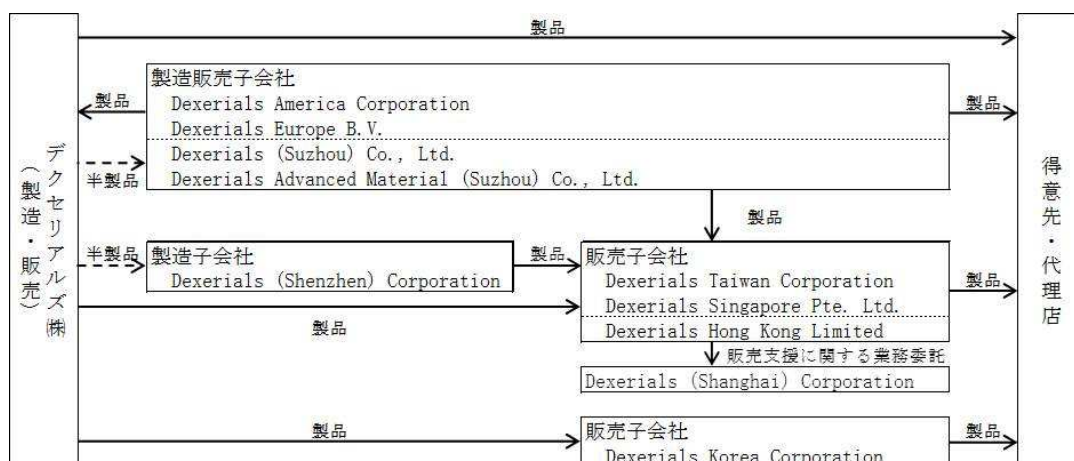 製品
デクセリアルズ㈱
（製造・販売）
製造販売子会社
Dexerials America Corporation
Dexerials Europe B.V.
Dexerials (Suzhou) Co., Ltd.
Dexerials Advanced Material (Suzhou) Co., Ltd.
製品
製品
半製品
製品
得意先・代理店
半製品
製造子会社
Dexerials (Shenzhen) Corporation
製品
販売子会社
Dexerials Taiwan Corporation
Dexerials Singapore Pte. Ltd.
Dexerials Hong Kong Limited
製品
製品
販売支援に関する業務委託
Dexerials (Shanghai) Corporation
製品
販売子会社
Dexerials Korea Corporation
製品